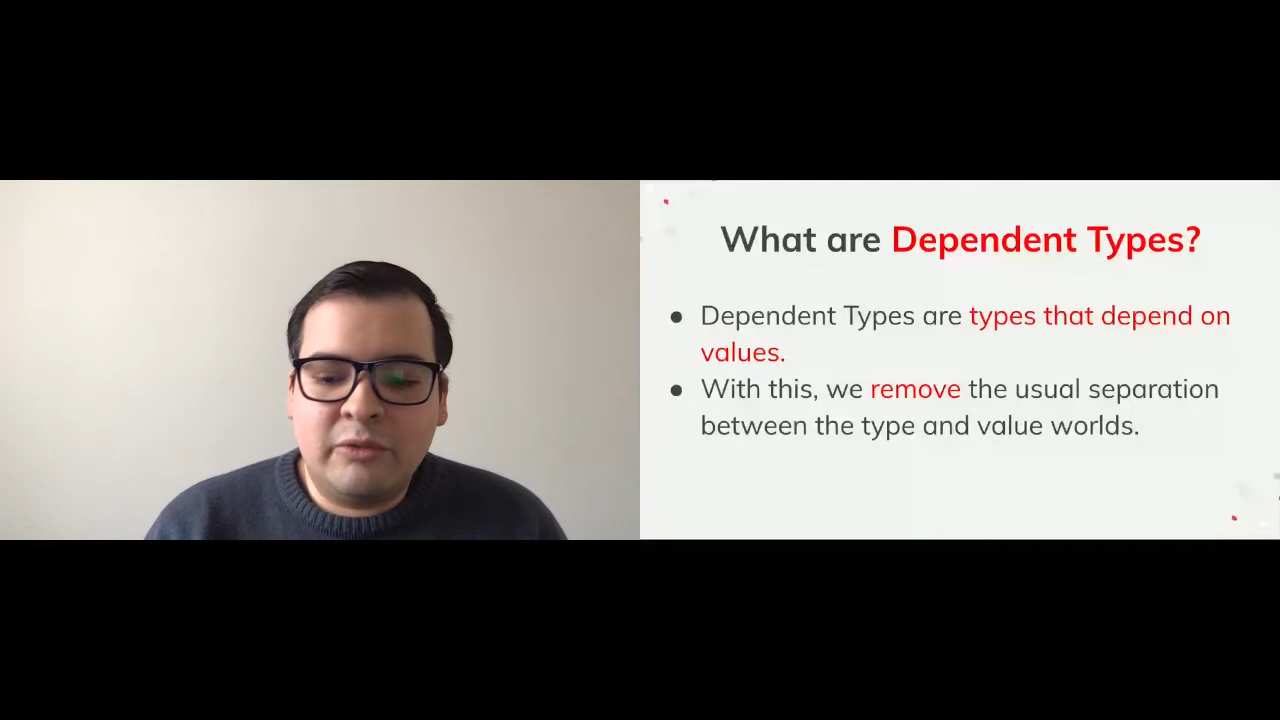 What are Dependent Types?
● Dependent Types are types that depend on
values.
● With this, we remove the usual separation
between the type and value worlds.